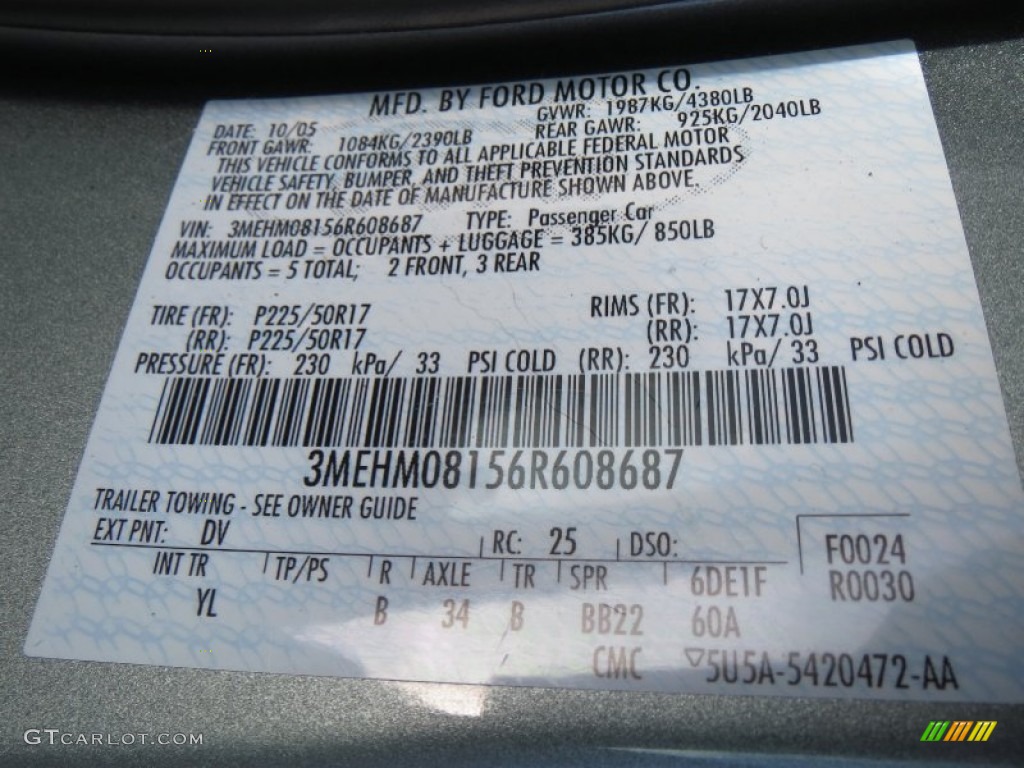 MFD. BY FORD MOTOR CO.
DATE: 10/05 GVWR: 1987KG/4380LB
FRONT GAWR: 1084KG/2390LB REAR GAWR: 925KG/2040LB
THIS VEHICLE CONFORMS TO ALL APPLICABLE FEDERAL MOTOR
VEHICLE SAFETY, BUMPER, AND THEFT PREVENTION STANDARDS
IN EFFECT ON THE DATE OF MANUFACTURE SHOWN ABOVE.
VIN: 3MEHM08156R608687 TYPE: Passenger Car
MAXIMUM LOAD = OCCUPANTS + LUGGAGE = 385KG/ 850LB
OCCUPANTS = 5 TOTAL; 2 FRONT, 3 REAR
TIRE (FR): P225/50R17 RIMS (FR): 17X7.0J
(RR): P225/50R17 (RR): 17X7.0J
PRESSURE (FR): 230 kPa/ 33 PSI COLD (RR): 230 kPa/ 33 PSI COLD
3MEHM08156R608687
TRAILER TOWING - SEE OWNER GUIDE
EXT PNT: DV RC: 25 DSO: F0024
INT TR TP/PS R AXLE TR SPR 6DE1F R0030
YL B 34 B BB22 60A
CMC ▽5U5A-5420472-AA
GTCARLOT.COM